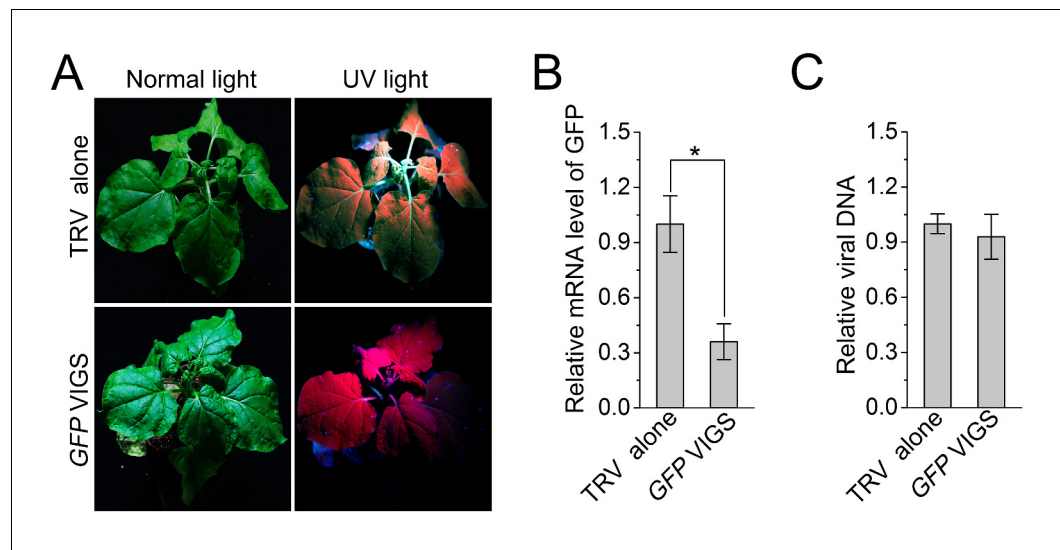 A
Normal light
UV light
TRV alone
GFP VIGS
B
Relative mRNA level of GFP
1.5
1.2
0.9
0.6
0.3
0.0
*
TRV alone
GFP VIGS
C
Relative viral DNA
1.5
1.2
0.9
0.6
0.3
0.0
TRV alone
GFP VIGS